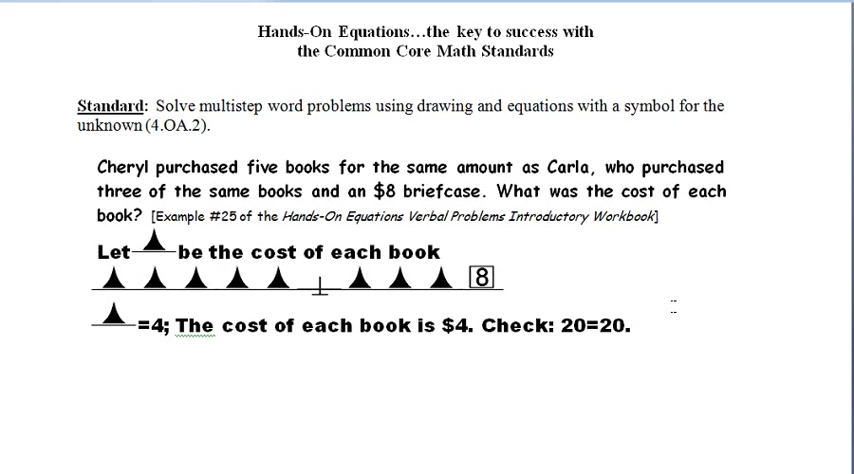 Hands-On Equations...the key to success with
the Common Core Math Standards
Standard: Solve multistep word problems using drawing and equations with a symbol for the
unknown (4.OA.2).
Cheryl purchased five books for the same amount as Carla, who purchased
three of the same books and an $8 briefcase. What was the cost of each
book? [Example #25 of the Hands-On Equations Verbal Problems Introductory Workbook]
Let be the cost of each book
8
=4; The cost of each book is $4. Check: 20=20.